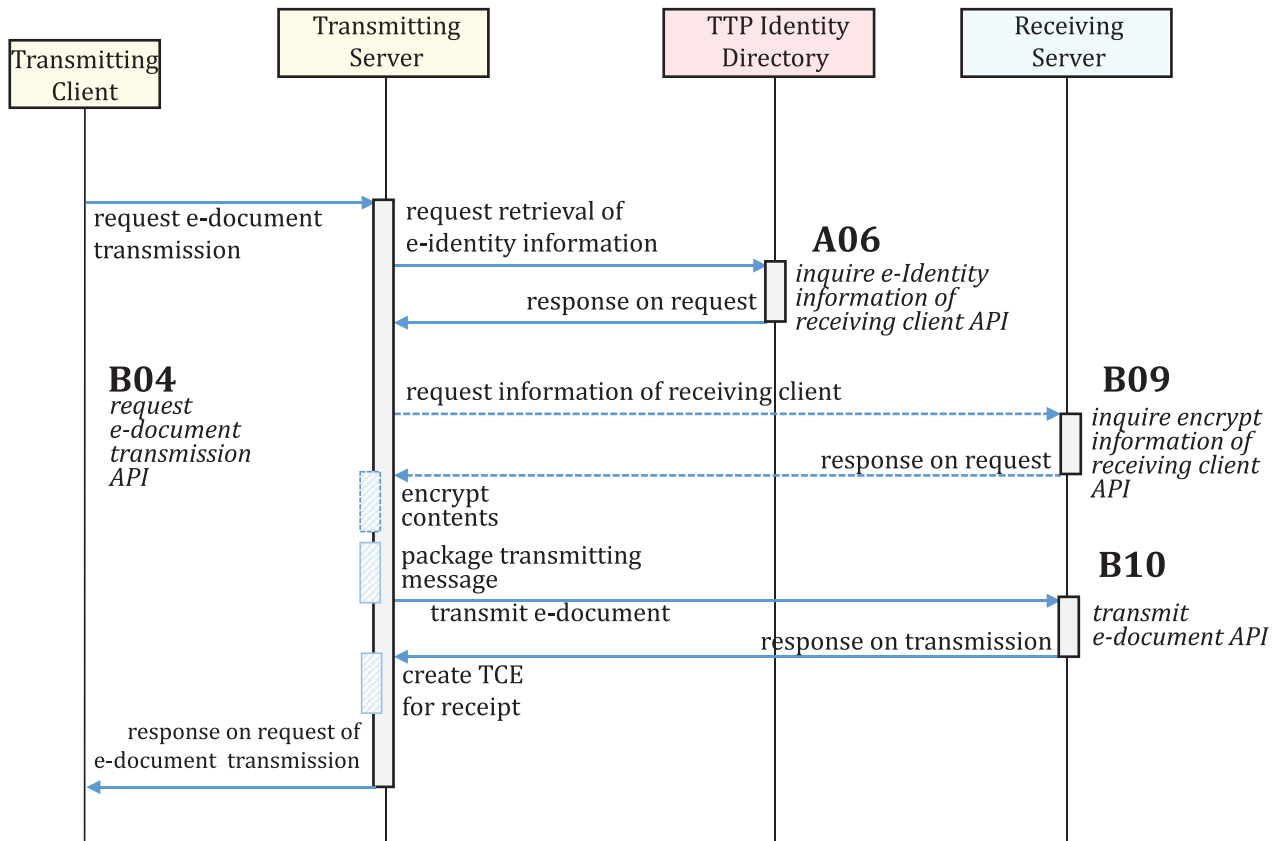 Transmitting
Client
Transmitting
Server
TTP Identity
Directory
Receiving
Server
request e-document
transmission
request retrieval of
e-identity information
A06
inquire e-Identity
information of
receiving client API
response on request
B04
request
e-document
transmission
API
request information of receiving client
B09
inquire encrypt
information of
receiving client
API
response on request
encrypt
contents
package transmitting
message
B10
transmit e-document
transmit
e-document API
response on transmission
create TCE
for receipt
response on request of
e-document transmission